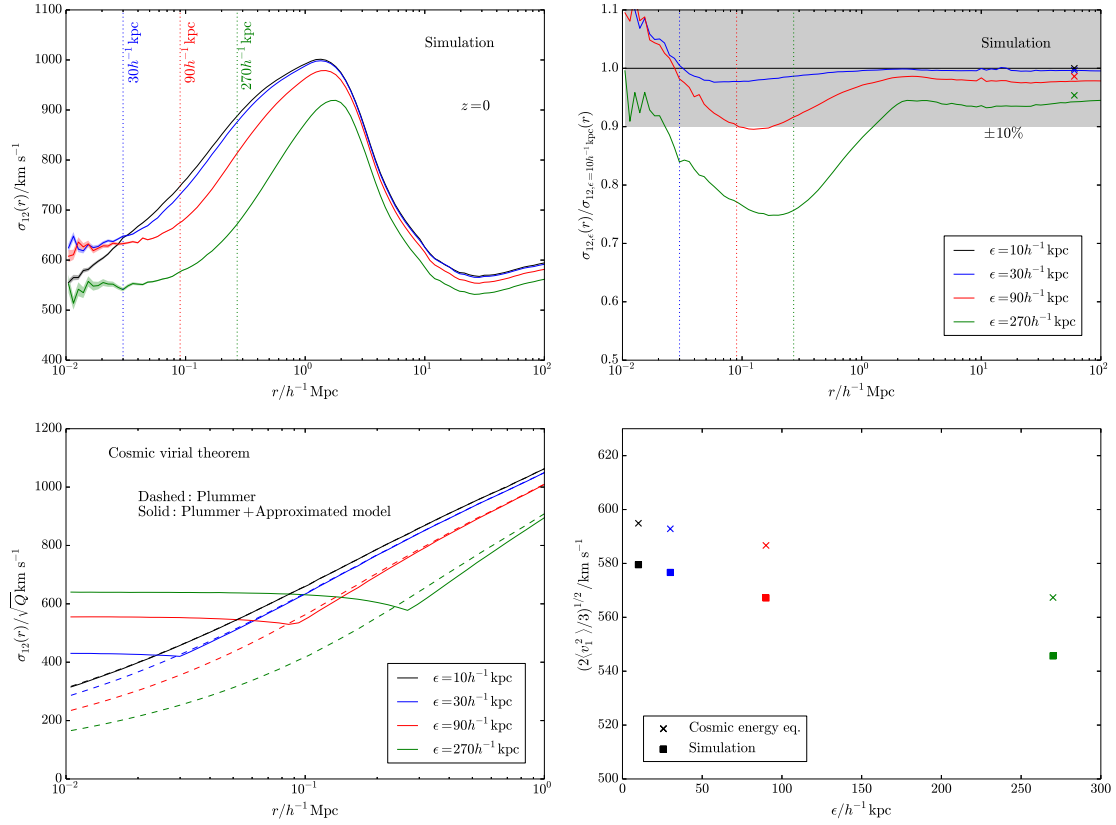 1100
1000
900
800
700
600
500
400
10⁻² 10⁻¹ 10⁰ 10¹ 10²
σ₁₂(r)/km s⁻¹
r/h⁻¹ Mpc
30h⁻¹ kpc
90h⁻¹ kpc
270h⁻¹ kpc
Simulation
z=0
1.1
1.0
0.9
0.8
0.7
0.6
0.5
10⁻² 10⁻¹ 10⁰ 10¹ 10²
σ₁₂,ϵ(r)/σ₁₂,ϵ=10h⁻¹kpc(r)
r/h⁻¹ Mpc
Simulation
±10%
ϵ=10h⁻¹ kpc
ϵ=30h⁻¹ kpc
ϵ=90h⁻¹ kpc
ϵ=270h⁻¹ kpc
1200
1000
800
600
400
200
0
10⁻² 10⁻¹ 10⁰
σ₁₂(r)/√Q km s⁻¹
r/h⁻¹ Mpc
Cosmic virial theorem
Dashed: Plummer
Solid: Plummer+Approximated model
ϵ=10h⁻¹ kpc
ϵ=30h⁻¹ kpc
ϵ=90h⁻¹ kpc
ϵ=270h⁻¹ kpc
620
600
580
560
540
520
500
0 50 100 150 200 250 300
(2⟨v₁²⟩/3)¹/²/km s⁻¹
ϵ/h⁻¹ kpc
Cosmic energy eq.
Simulation